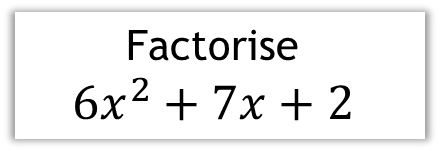 Factorise
6x² + 7x + 2